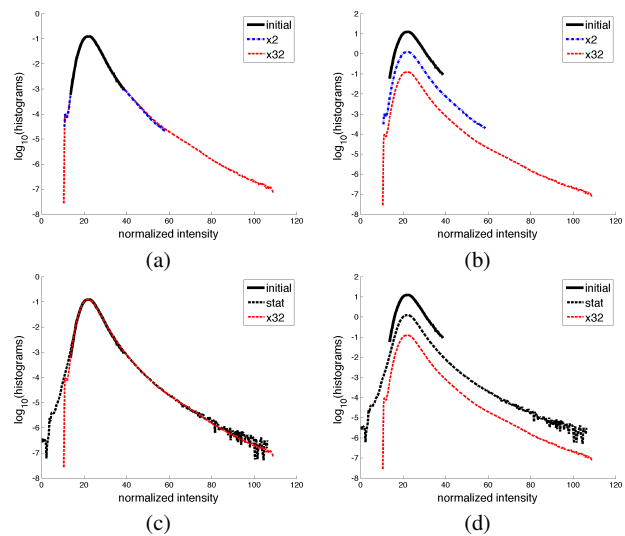 0
-1
-2
-3
-4
-5
-6
-7
-8
log10(histograms)
0 20 40 60 80 100 120
normalized intensity
initial
x2
x32
(a)
2
1
0
-1
-2
-3
-4
-5
-6
-7
-8
log10(histograms)
0 20 40 60 80 100 120
normalized intensity
initial
x2
x32
(b)
0
-1
-2
-3
-4
-5
-6
-7
-8
log10(histograms)
0 20 40 60 80 100 120
normalized intensity
initial
stat
x32
(c)
2
1
0
-1
-2
-3
-4
-5
-6
-7
-8
log10(histograms)
0 20 40 60 80 100 120
normalized intensity
initial
stat
x32
(d)